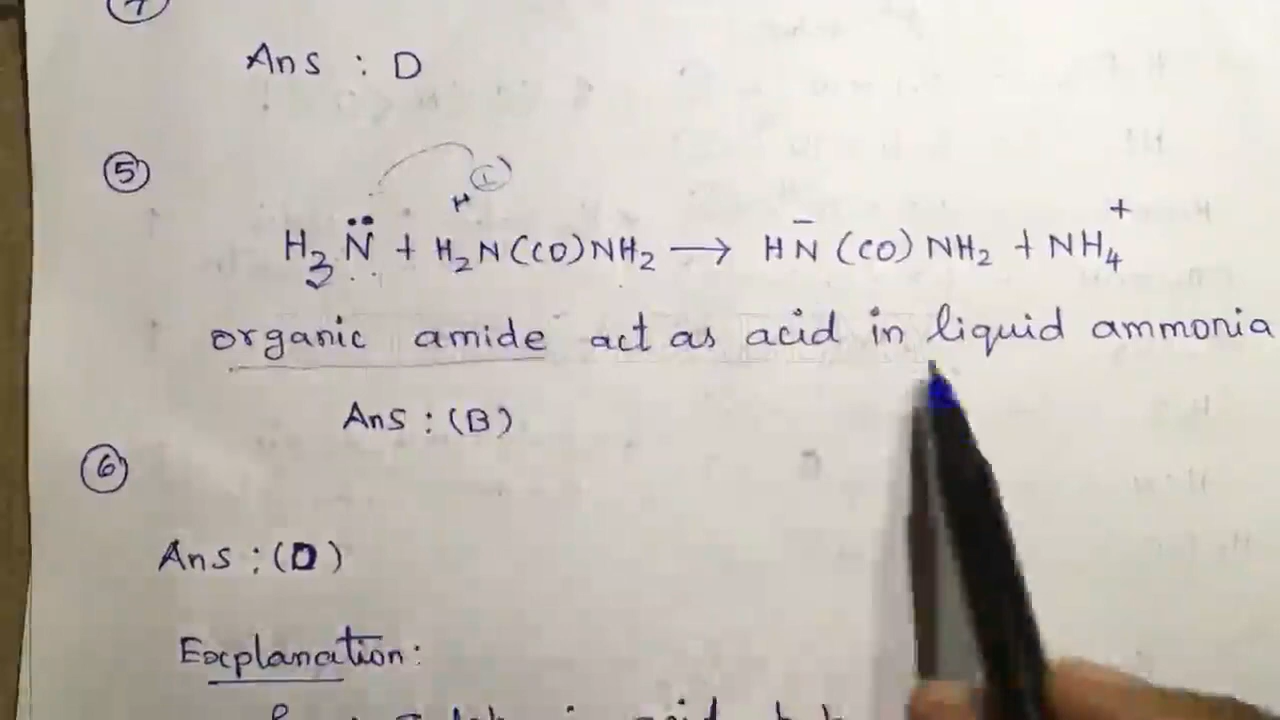 Ans : D
(5)
H (+)
H₃N̈ + H₂N(CO)NH₂ → HN̄ (CO) NH₂ + NH₄⁺
organic amide act as acid in liquid ammonia
Ans : (B)
(6)
Ans : (D)
Explanation: